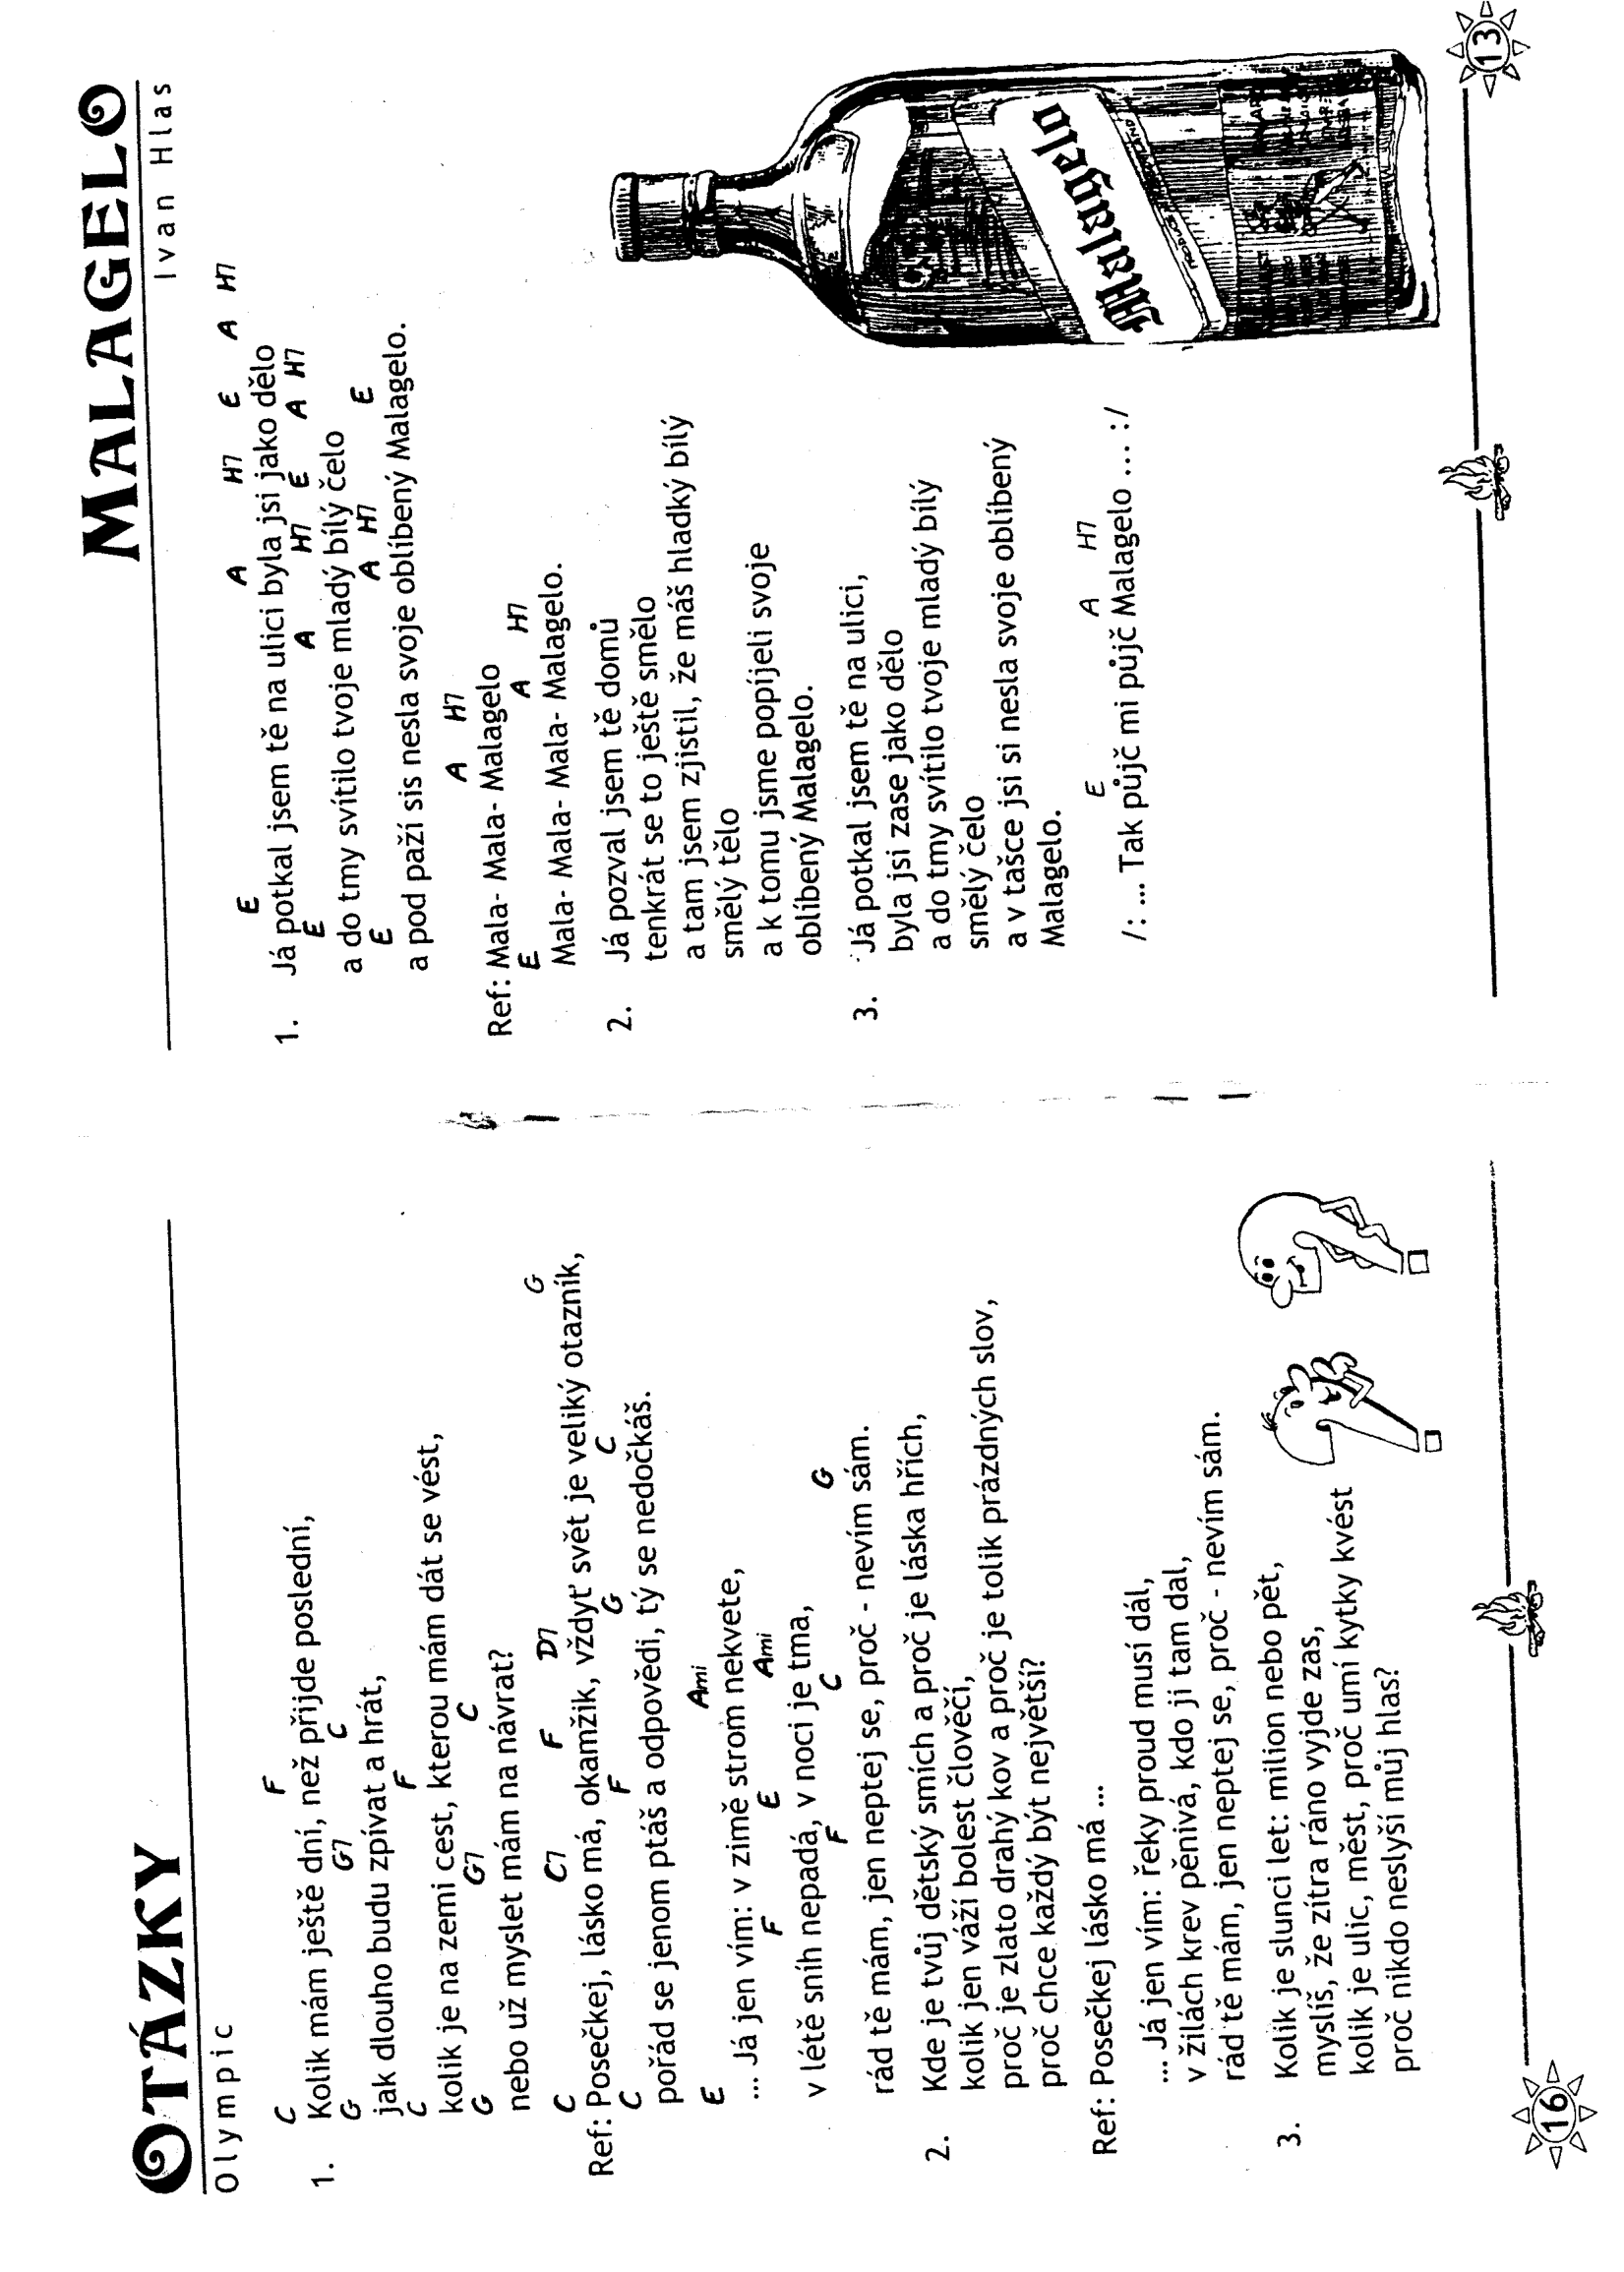 OTÁZKY
Olympic
C F
1. Kolik mám ještě dní, než přijde poslední,
G G7 C
jak dlouho budu zpívat a hrát,
C F
kolik je na zemi cest, kterou mám dát se vést,
G G7 C
nebo už myslet mám na návrat?
C C7 F D7 G
Ref: Posečkej, lásko má, okamžik, vždyť svět je veliký otazník,
C F G C
pořád se jenom ptáš a odpovědi, tý se nedočkáš.
E Ami
... Já jen vím: v zimě strom nekvete,
F E Ami
v létě sníh nepadá, v noci je tma,
F C G
rád tě mám, jen neptej se, proč - nevím sám.
2. Kde je tvůj dětský smích a proč je láska hřích,
kolik jen váží bolest člověčí,
proč je zlato drahý kov a proč je tolik prázdných slov,
proč chce každý být největší?
Ref: Posečkej lásko má ...
... Já jen vím: řeky proud musí dál,
v žilách krev pěnivá, kdo ji tam dal,
rád tě mám, jen neptej se, proč - nevím sám.
3. Kolik je slunci let: milion nebo pět,
myslíš, že zítra ráno vyjde zas,
kolik je ulic, měst, proč umí kytky kvést
proč nikdo neslyší můj hlas?
16
MALAGELO
Ivan Hlas
E A H7 E A H7
1. Já potkal jsem tě na ulici byla jsi jako dělo
E A H7 E A H7
a do tmy svítilo tvoje mladý bílý čelo
E A H7 E
a pod paží sis nesla svoje oblíbený Malagelo.
A H7
Ref: Mala- Mala- Malagelo
E A H7
Mala- Mala- Mala- Malagelo.
2. Já pozval jsem tě domů
tenkrát se to ještě smělo
a tam jsem zjistil, že máš hladký bílý
smělý tělo
a k tomu jsme popíjeli svoje
oblíbený Malagelo.
3. Já potkal jsem tě na ulici,
byla jsi zase jako dělo
a do tmy svítilo tvoje mladý bílý
smělý čelo
a v tašce jsi si nesla svoje oblíbený
Malagelo.
E A H7
/: ... Tak půjč mi půjč Malagelo ... :/
Malagelo
13